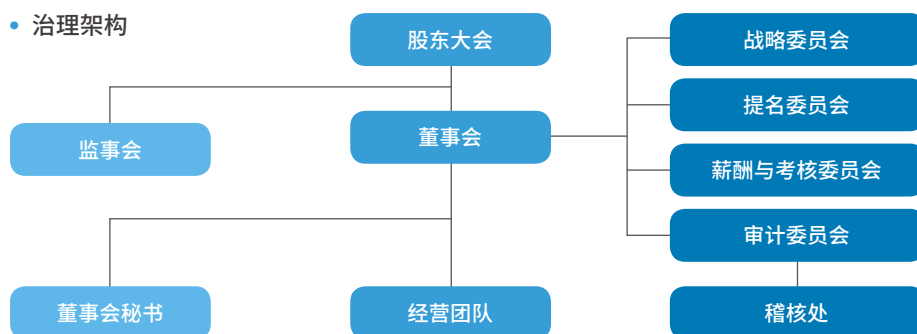 • 治理架构
股东大会
战略委员会
提名委员会
监事会
董事会
薪酬与考核委员会
审计委员会
董事会秘书
经营团队
稽核处